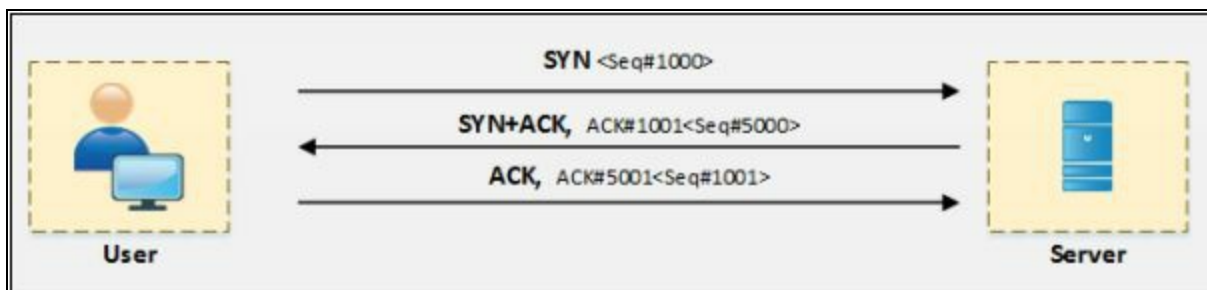 SYN <Seq#1000>
SYN+ACK, ACK#1001<Seq#5000>
ACK, ACK#5001<Seq#1001>
User
Server